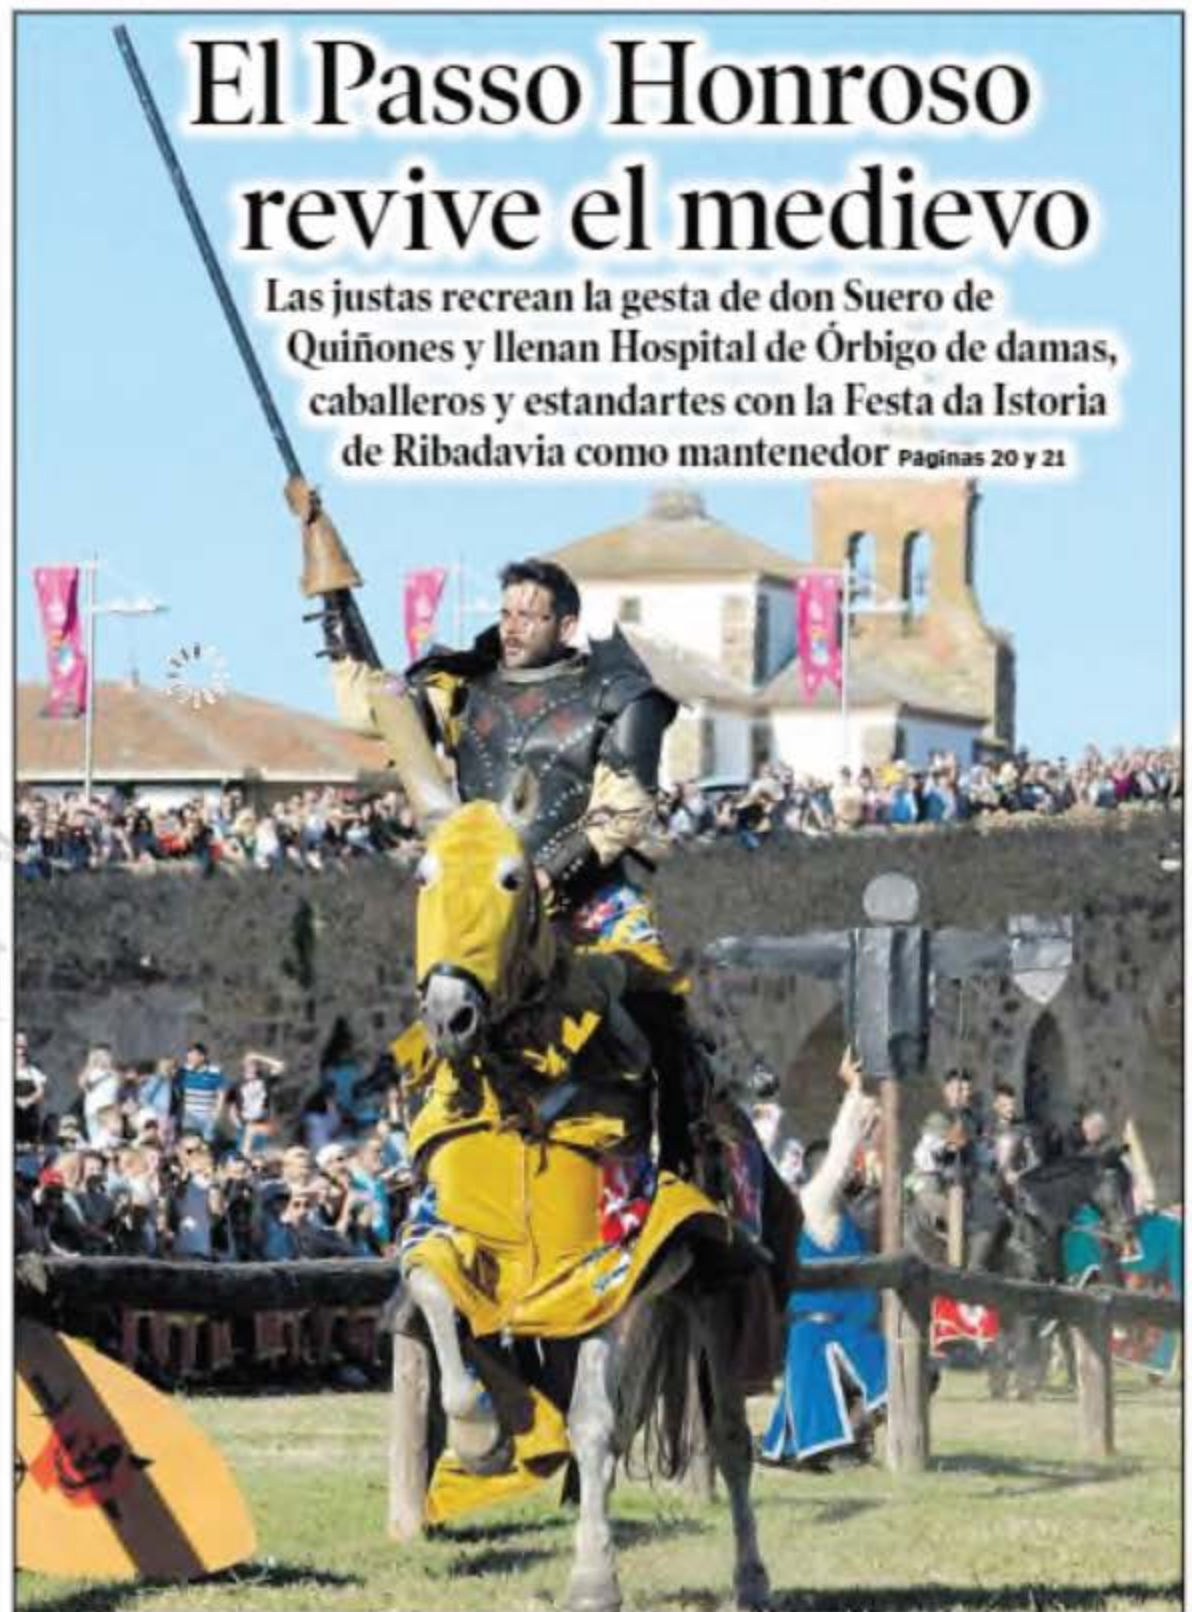 El Passo Honroso
revive el medievo
Las justas recrean la gesta de don Suero de
Quiñones y llenan Hospital de Órbigo de damas,
caballeros y estandartes con la Festa da Istoria
de Ribadavia como mantenedor Páginas 20 y 21